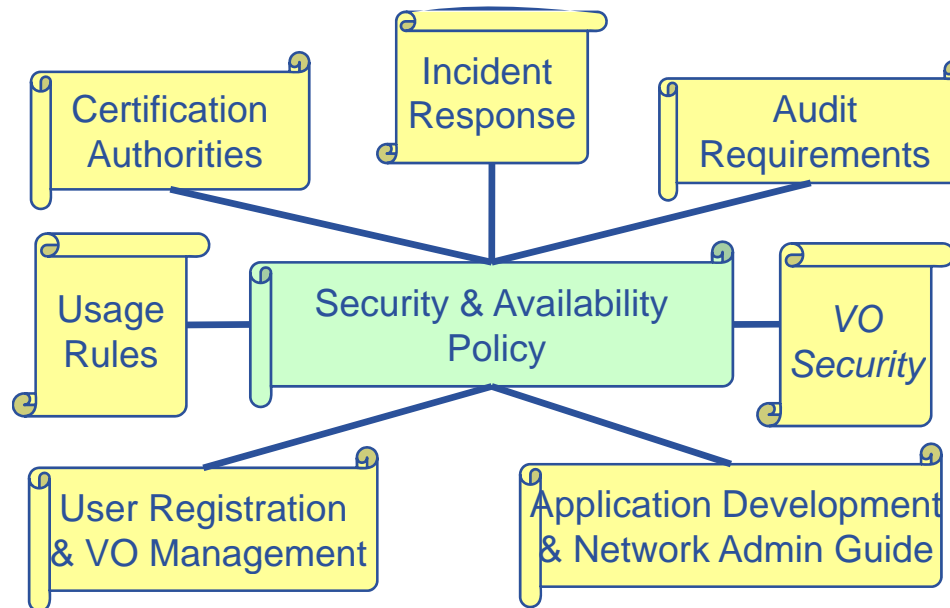 Incident
Response
Certification
Authorities
Audit
Requirements
Usage
Rules
Security & Availability
Policy
VO
Security
User Registration
& VO Management
Application Development
& Network Admin Guide